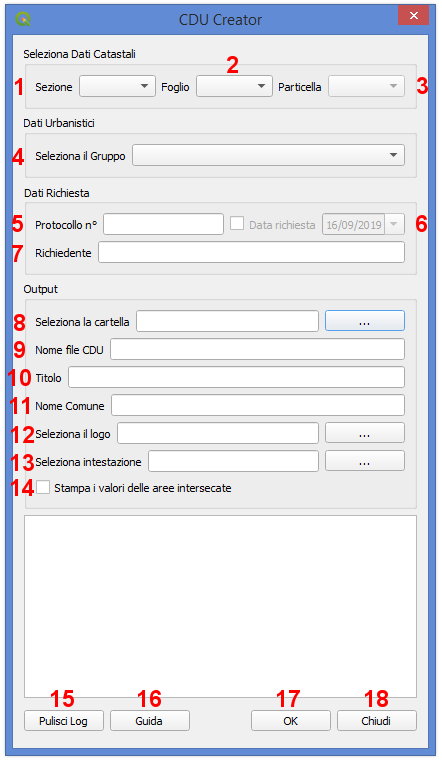 CDU Creator
Seleziona Dati Catastali
2
1 Sezione Foglio Particella 3
Dati Urbanistici
4 Seleziona il Gruppo
Dati Richiesta
5 Protocollo n° Data richiesta 16/09/2019 6
7 Richiedente
Output
8 Seleziona la cartella ...
9 Nome file CDU
10 Titolo
11 Nome Comune
12 Seleziona il logo ...
13 Seleziona intestazione ...
14 Stampa i valori delle aree intersecate
15 16 17 18
Pulisci Log Guida OK Chiudi